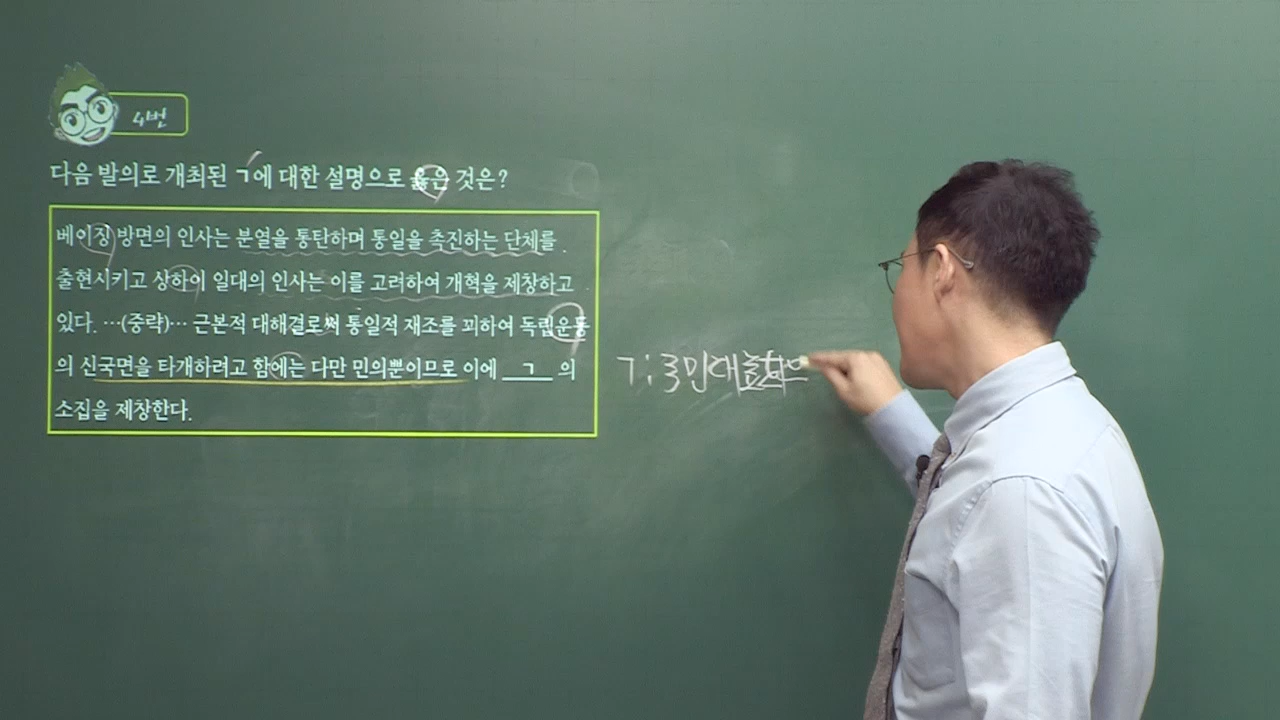 4번
다음 발의로 개최된 ㄱ에 대한 설명으로 옳은 것은?
베이징 방면의 인사는 분열을 통탄하며 통일을 촉진하는 단체를
출현시키고 상하이 일대의 인사는 이를 고려하여 개혁을 제창하고
있다. …(중략)… 근본적 대해결로써 통일적 재조를 꾀하여 독립운동
의 신국면을 타개하려고 함에는 다만 민의뿐이므로 이에 ㄱ 의
소집을 제창한다.
ㄱ: